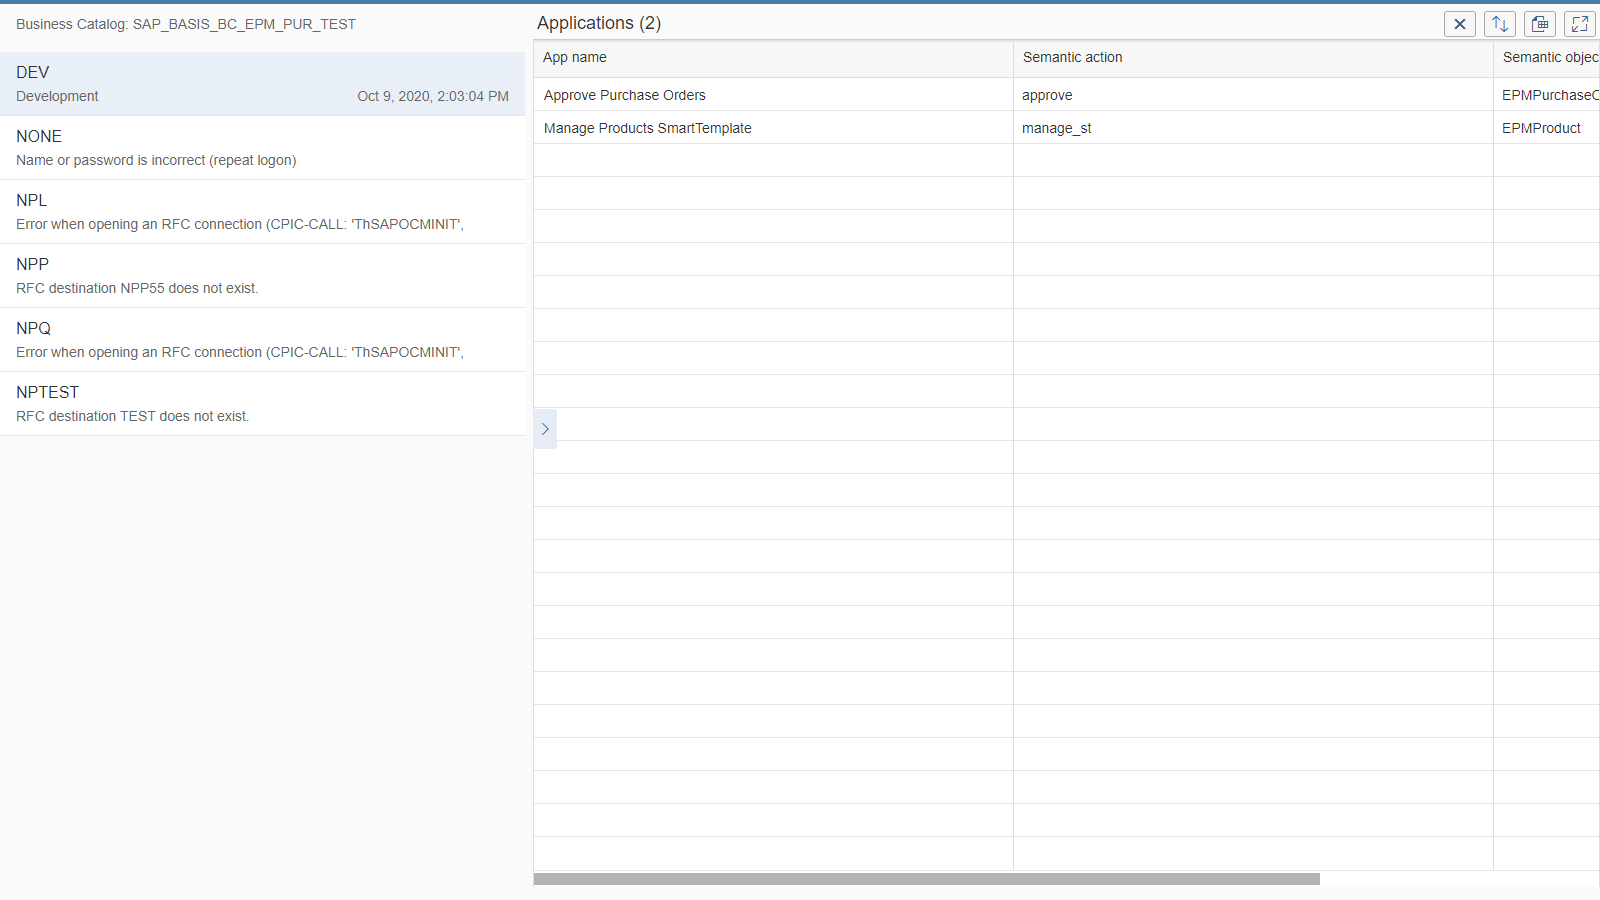 Business Catalog: SAP_BASIS_BC_EPM_PUR_TEST
DEV
Development Oct 9, 2020, 2:03:04 PM
NONE
Name or password is incorrect (repeat logon)
NPL
Error when opening an RFC connection (CPIC-CALL: 'ThSAPOCMINIT',
NPP
RFC destination NPP55 does not exist.
NPQ
Error when opening an RFC connection (CPIC-CALL: 'ThSAPOCMINIT',
NPTEST
RFC destination TEST does not exist.
Applications (2)
App name Semantic action Semantic objec
Approve Purchase Orders approve EPMPurchaseO
Manage Products SmartTemplate manage_st EPMProduct